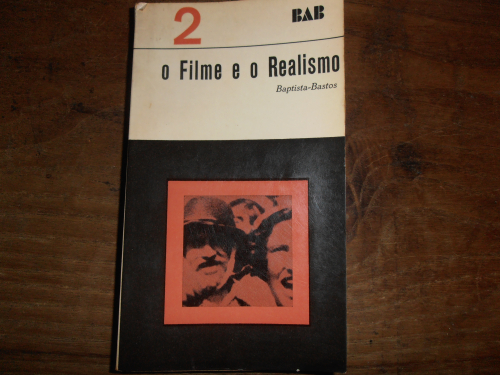 2
BAB
o Filme e o Realismo
Baptista-Bastos